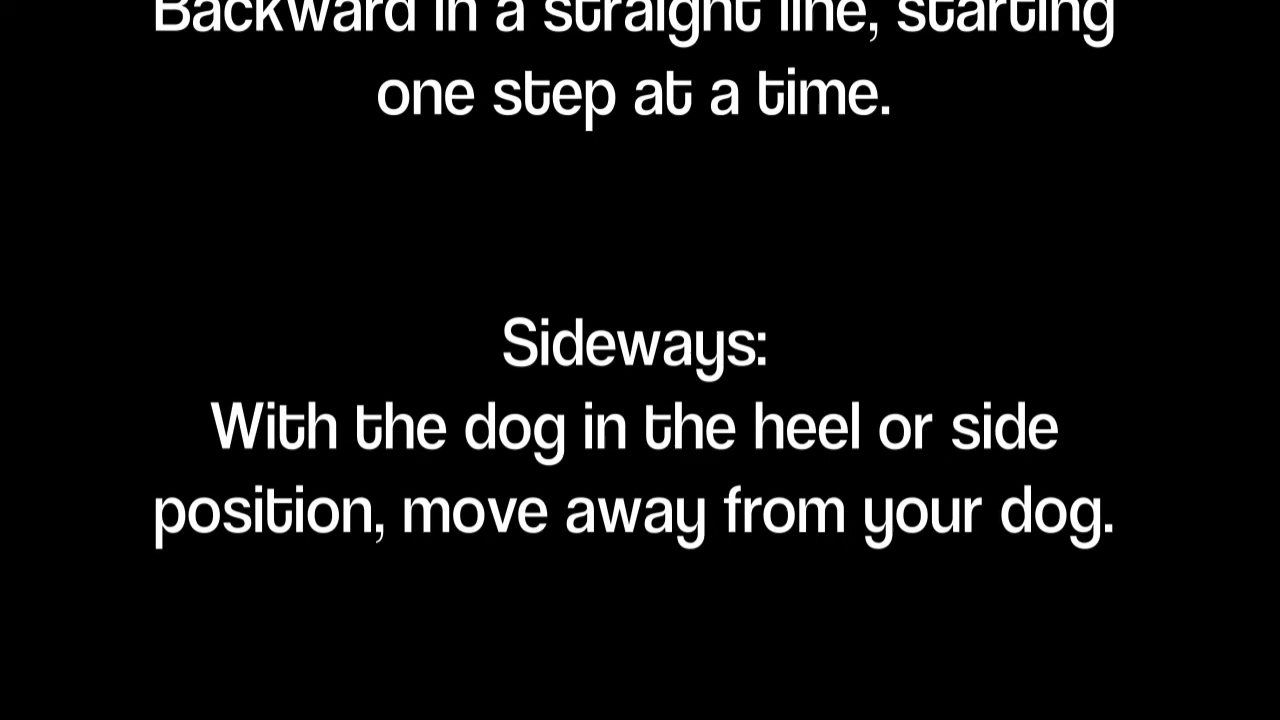 Backward in a straight line, starting
one step at a time.
Sideways:
With the dog in the heel or side
position, move away from your dog.